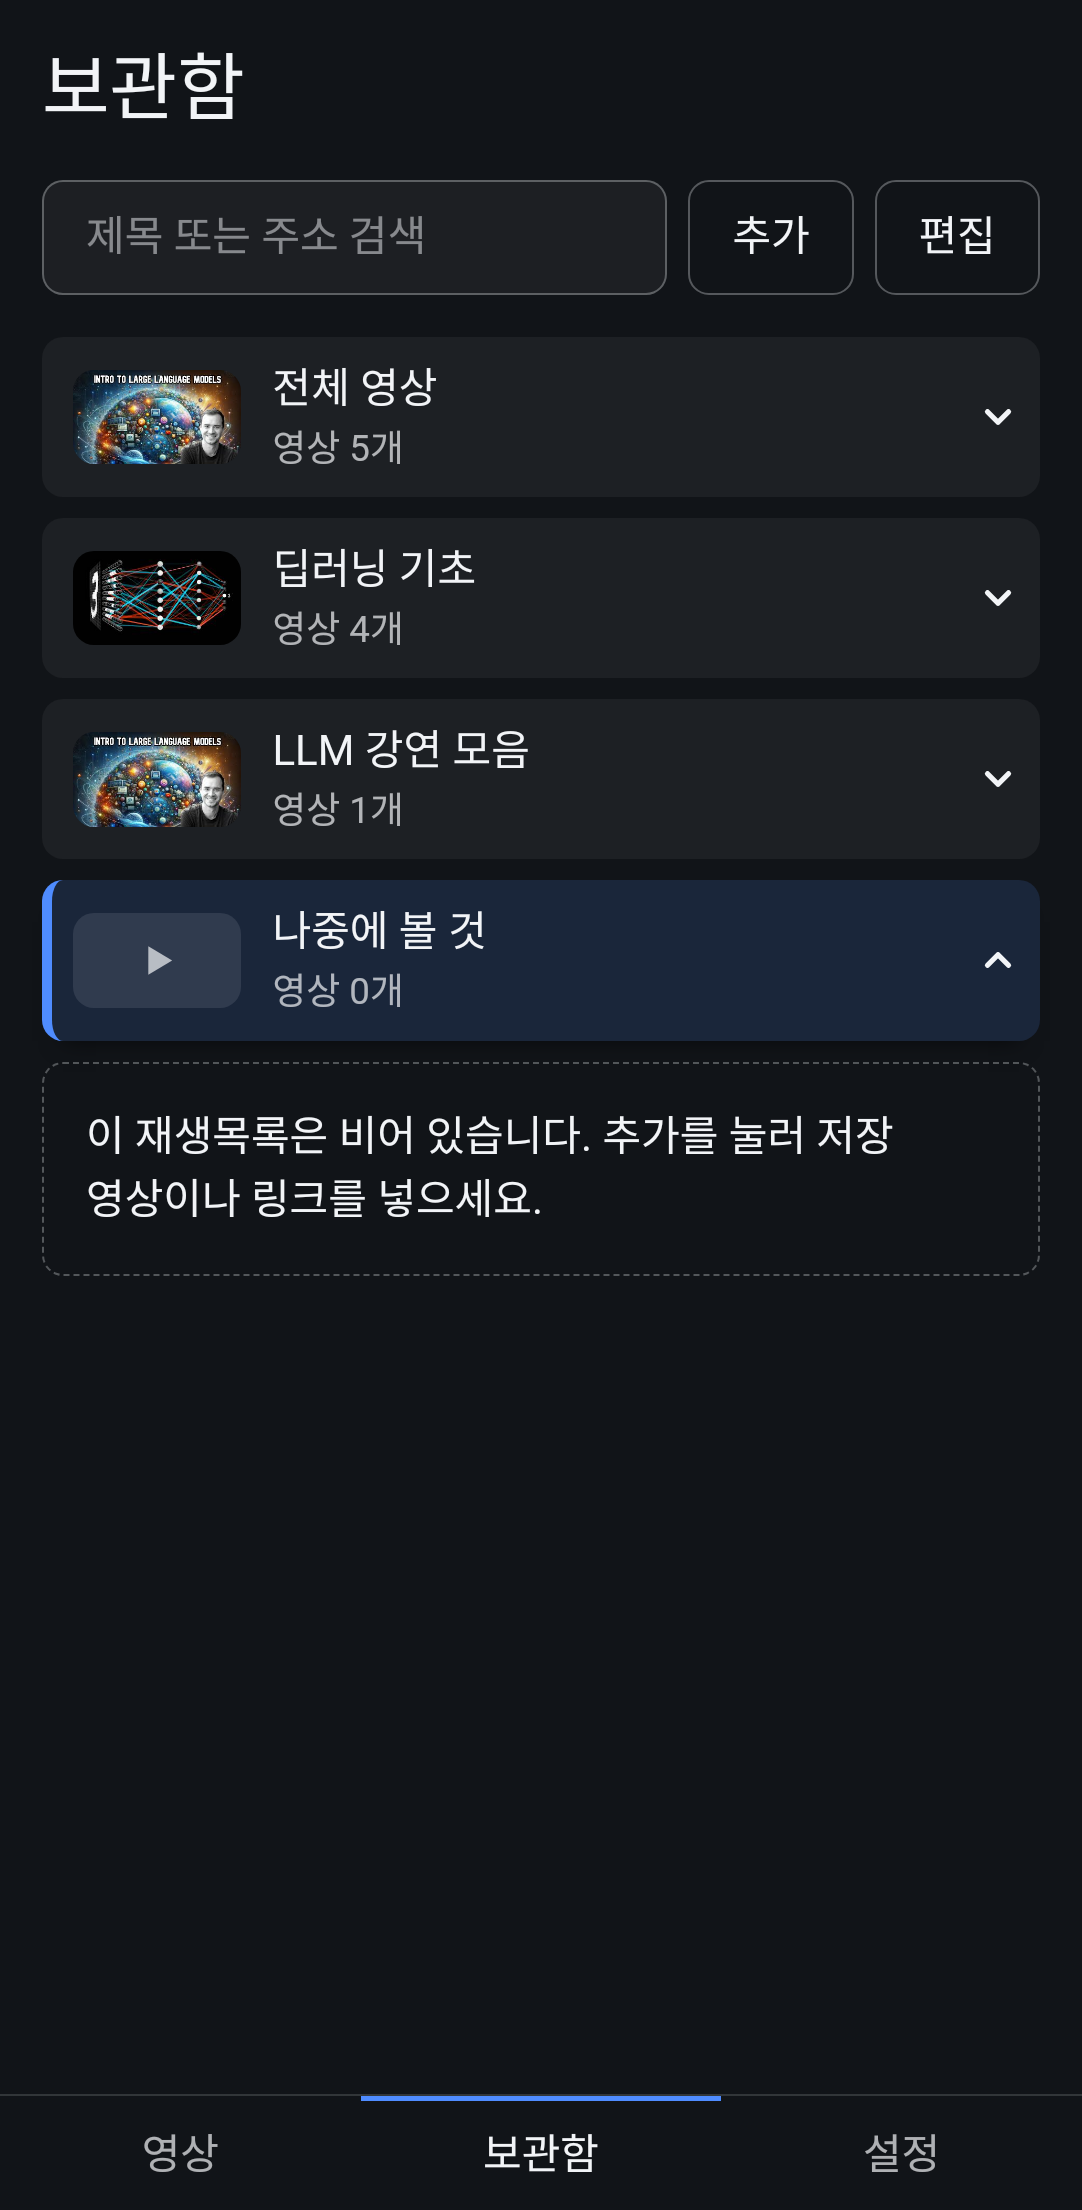 보관함
제목 또는 주소 검색
추가
편집
INTRO TO LARGE LANGUAGE MODELS
전체 영상
영상 5개
3
딥러닝 기초
영상 4개
INTRO TO LARGE LANGUAGE MODELS
LLM 강연 모음
영상 1개
나중에 볼 것
영상 0개
이 재생목록은 비어 있습니다. 추가를 눌러 저장
영상이나 링크를 넣으세요.
영상
보관함
설정